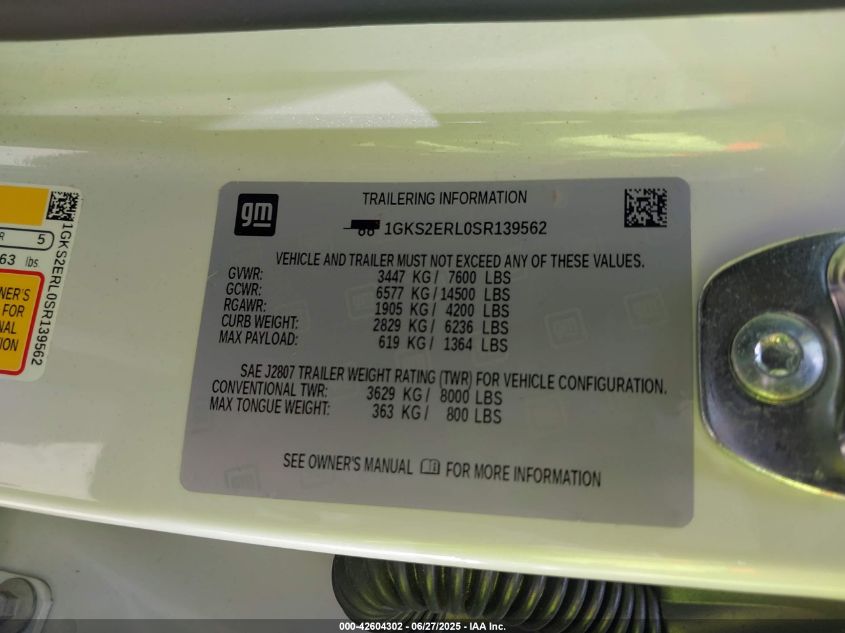 gm
TRAILERING INFORMATION
1GKS2ERL0SR139562
VEHICLE AND TRAILER MUST NOT EXCEED ANY OF THESE VALUES.
GVWR: 3447 KG / 7600 LBS
GCWR: 6577 KG / 14500 LBS
RGAWR: 1905 KG / 4200 LBS
CURB WEIGHT: 2829 KG / 6236 LBS
MAX PAYLOAD: 619 KG / 1364 LBS
SAE J2807 TRAILER WEIGHT RATING (TWR) FOR VEHICLE CONFIGURATION.
CONVENTIONAL TWR: 3629 KG / 8000 LBS
MAX TONGUE WEIGHT: 363 KG / 800 LBS
SEE OWNER'S MANUAL FOR MORE INFORMATION
5
63 lbs
FOR
1GKS2ERL0SR139562
000-42604302 - 06/27/2025 - IAA Inc.